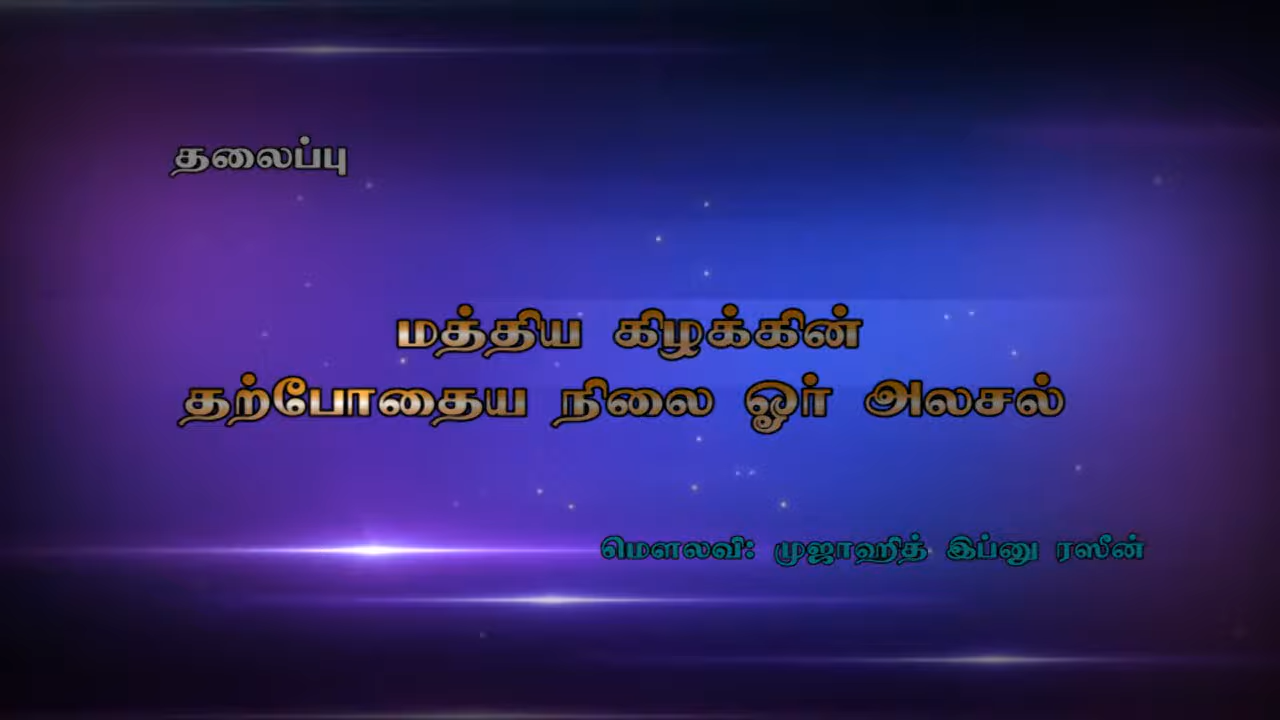 தலைப்பு
மத்திய கிழக்கின்
தற்போதைய நிலை ஓர் அலசல்
மௌலவி: முஜாஹித் இப்னு ரஸீன்